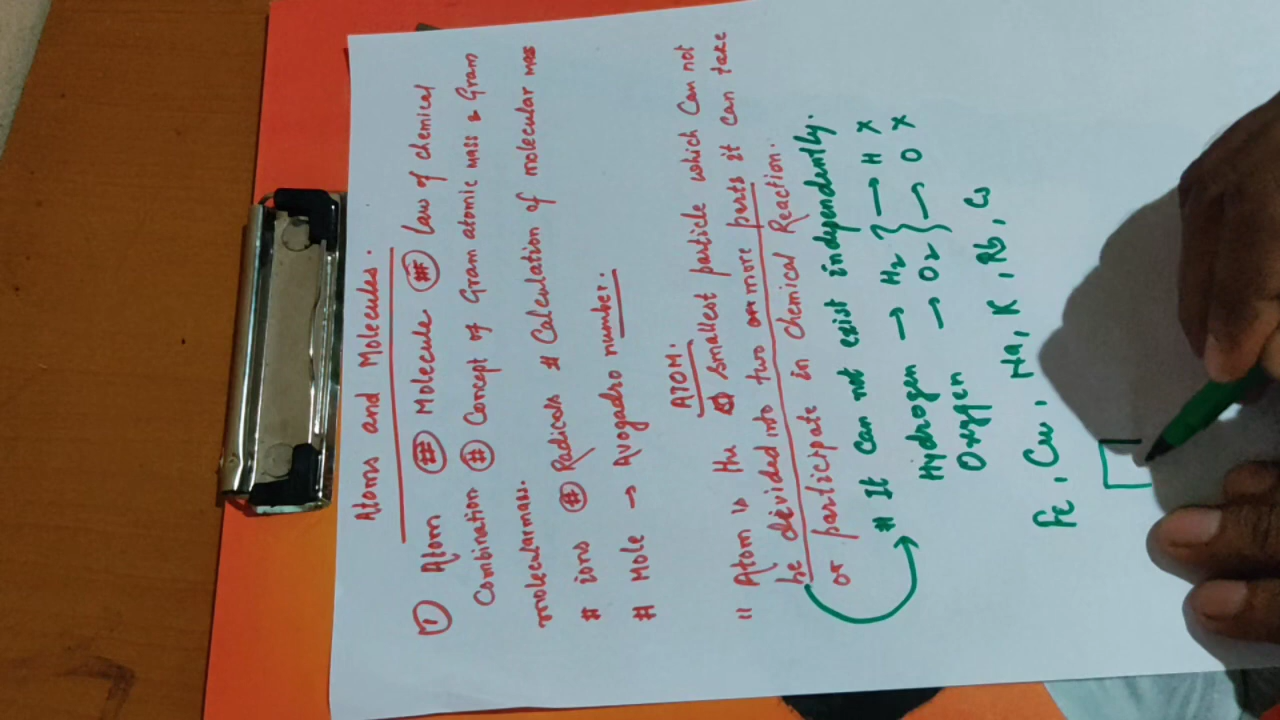 Atoms and Molecules.
① Atom # Molecule # Law of chemical
Combination # Concept of Gram atomic mass & Gram
molecularmass.
# ions # Radicals # Calculation of molecular mass
# Mole → Avogadro number.
ATOM.
" Atom is the smallest particle which Can not
be devided into two or more parts it can take
or participate in chemical Reaction.
# It Can not exist independently.
Hydrogen → H₂ } → H X
Oxygen → O₂ } → O X
Fe, Cu, Na, K, Rb, Cs